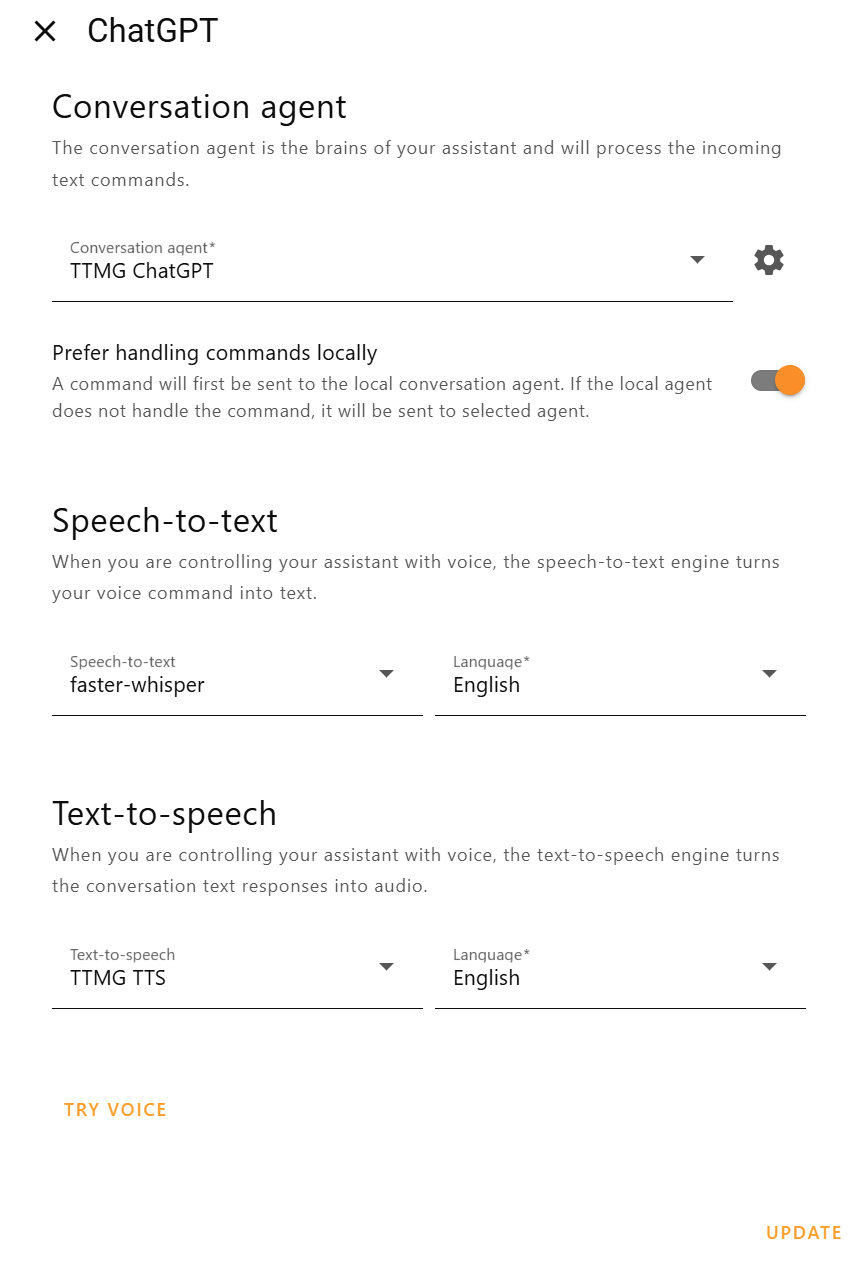 ChatGPT
Conversation agent
The conversation agent is the brains of your assistant and will process the incoming
text commands.
Conversation agent*
TTMG ChatGPT
Prefer handling commands locally
A command will first be sent to the local conversation agent. If the local agent
does not handle the command, it will be sent to selected agent.
Speech-to-text
When you are controlling your assistant with voice, the speech-to-text engine turns
your voice command into text.
Speech-to-text
Language*
faster-whisper
English
Text-to-speech
When you are controlling your assistant with voice, the text-to-speech engine turns
the conversation text responses into audio.
Text-to-speech
Language*
TTMG TTS
English
TRY VOICE
UPDATE